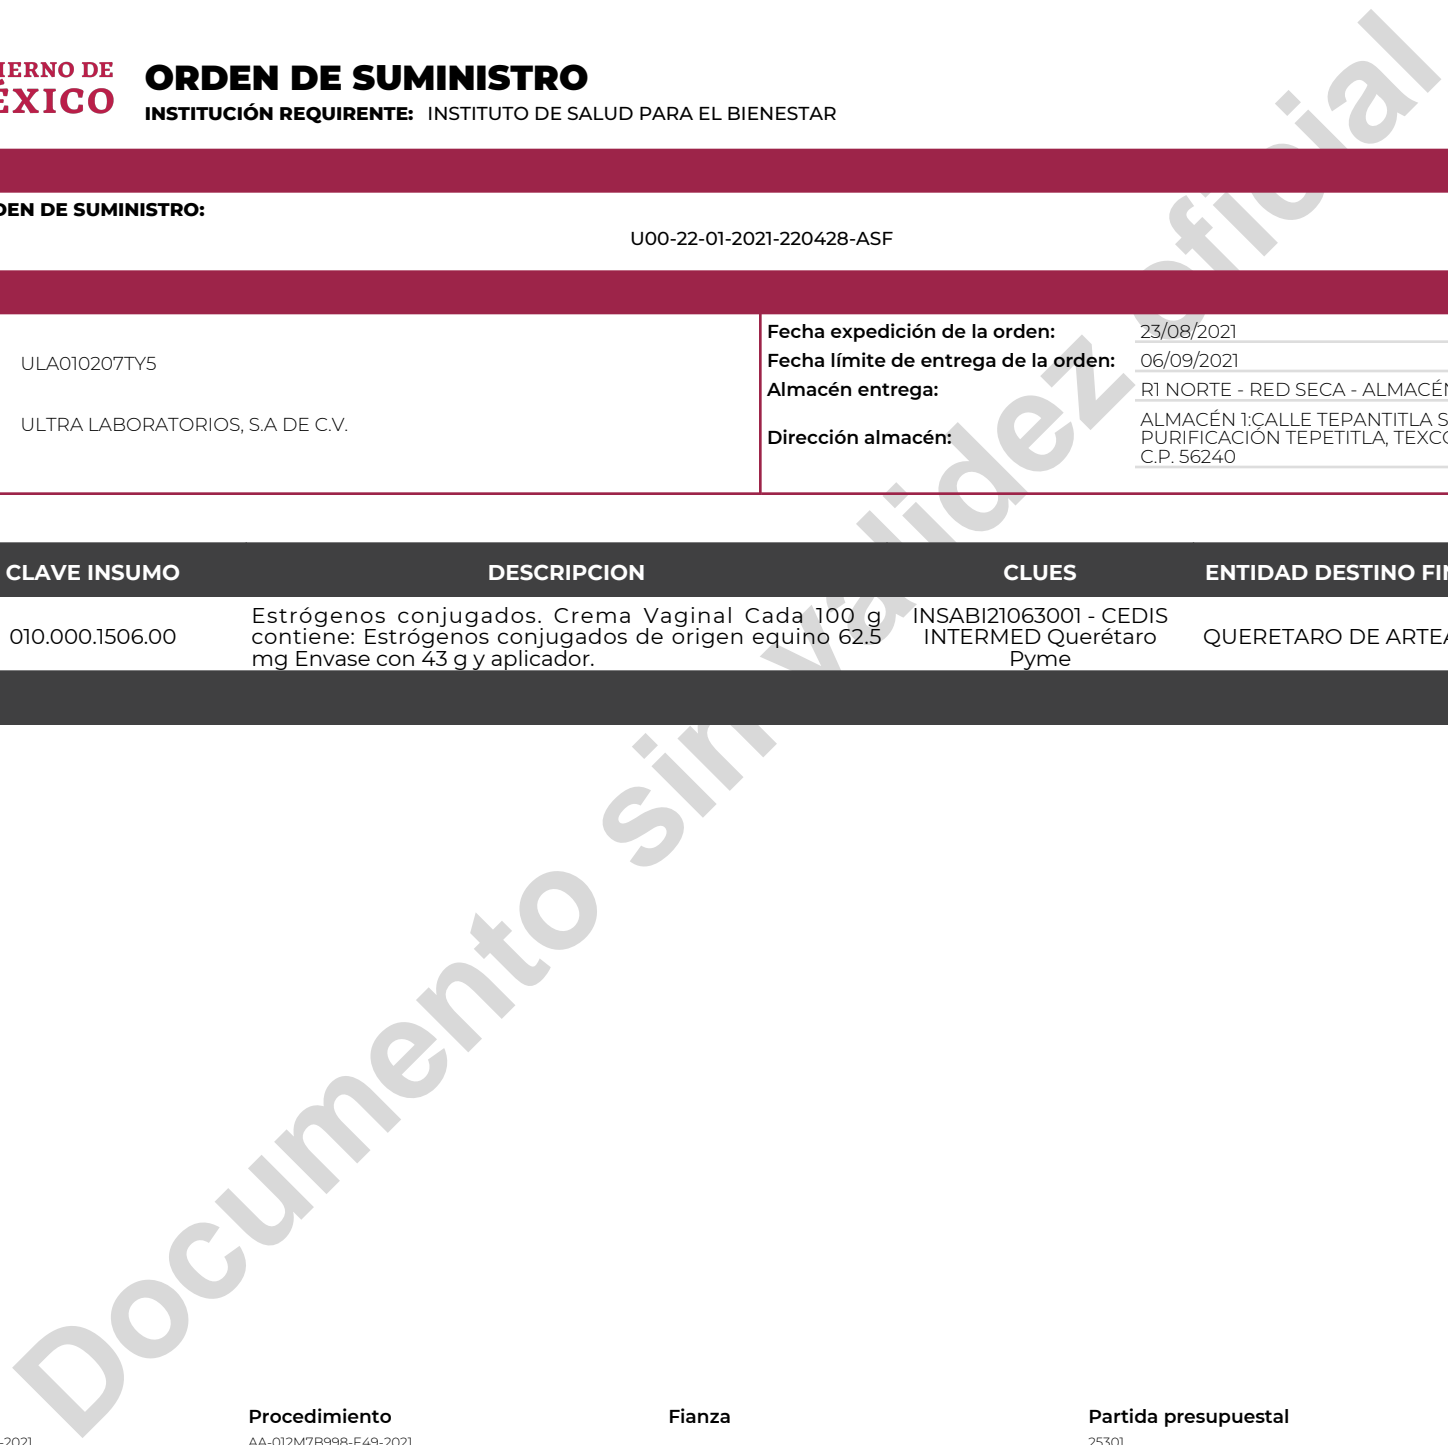 IERNO DE
ÉXICO
ORDEN DE SUMINISTRO
INSTITUCIÓN REQUIRENTE: INSTITUTO DE SALUD PARA EL BIENESTAR
DEN DE SUMINISTRO:
U00-22-01-2021-220428-ASF
ULA010207TY5
ULTRA LABORATORIOS, S.A DE C.V.
Fecha expedición de la orden: 23/08/2021
Fecha límite de entrega de la orden: 06/09/2021
Almacén entrega: R1 NORTE - RED SECA - ALMACÉN
Dirección almacén:
ALMACÉN 1:CALLE TEPANTITLA S
PURIFICACIÓN TEPETITLA, TEXCO
C.P. 56240
CLAVE INSUMO DESCRIPCION CLUES ENTIDAD DESTINO FIN
010.000.1506.00
Estrógenos conjugados. Crema Vaginal Cada 100 g
contiene: Estrógenos conjugados de origen equino 62.5
mg Envase con 43 g y aplicador.
INSABI21063001 - CEDIS
INTERMED Querétaro
Pyme
QUERETARO DE ARTEA
Documento sin validez oficial
Procedimiento Fianza Partida presupuestal
-2021 AA-012M7B998-E49-2021 25301